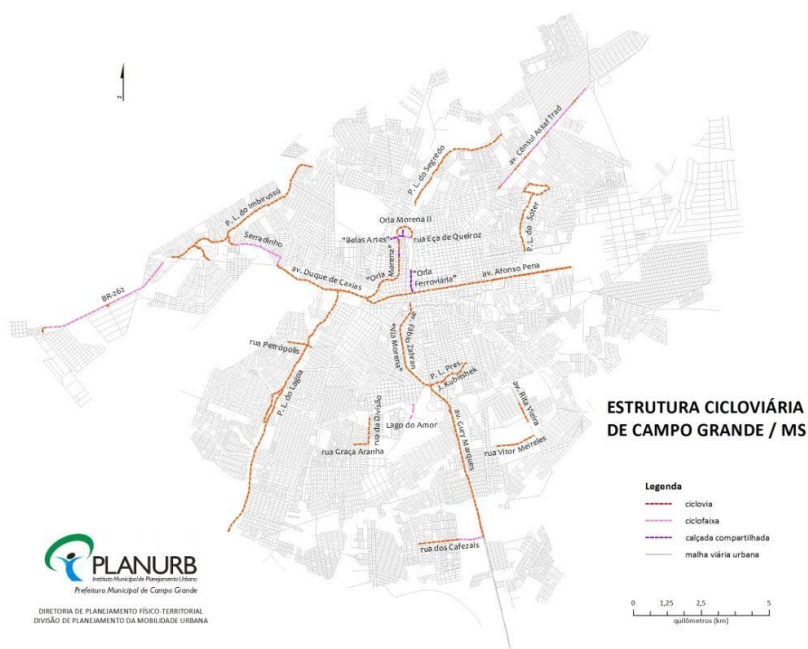 av. Cônsul Assaf Trad
P. L. do Segredo
P. L. do Imbirussú
P. L. do Soter
Orla Morena II
"Belas Artes"
rua Eça de Queiroz
Serradinho
"Orla
Morena"
"Orla
Ferroviária"
av. Afonso Pena
av. Duque de Caxias
BR-262
av. Fábio Zahran
"Via Morena"
rua Petrópolis
P. L. Pres.
J. Kubitshek
P. L. do Lagoa
av. Rita Vieira
rua da Divisão
Lago do Amor
av. Gury Marques
rua Graça Aranha
rua Vitor Meireles
rua dos Cafezais
ESTRUTURA CICLOVIÁRIA
DE CAMPO GRANDE / MS
Legenda
ciclovia
ciclofaixa
calçada compartilhada
malha viária urbana
0 1,25 2,5 5
quilômetros (km)
PLANURB
Instituto Municipal de Planejamento Urbano
Prefeitura Municipal de Campo Grande
DIRETORIA DE PLANEJAMENTO FÍSICO-TERRITORIAL
DIVISÃO DE PLANEJAMENTO DA MOBILIDADE URBANA